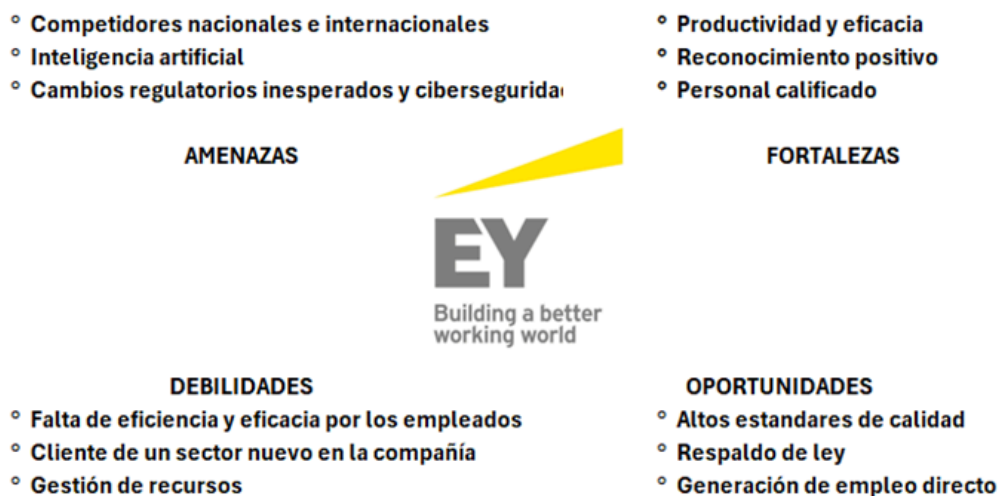 ° Competidores nacionales e internacionales
° Inteligencia artificial
° Cambios regulatorios inesperados y cibersegurida
AMENAZAS
° Productividad y eficacia
° Reconocimiento positivo
° Personal calificado
FORTALEZAS
EY
Building a better
working world
DEBILIDADES
° Falta de eficiencia y eficacia por los empleados
° Cliente de un sector nuevo en la compañía
° Gestión de recursos
OPORTUNIDADES
° Altos estandares de calidad
° Respaldo de ley
° Generación de empleo directo